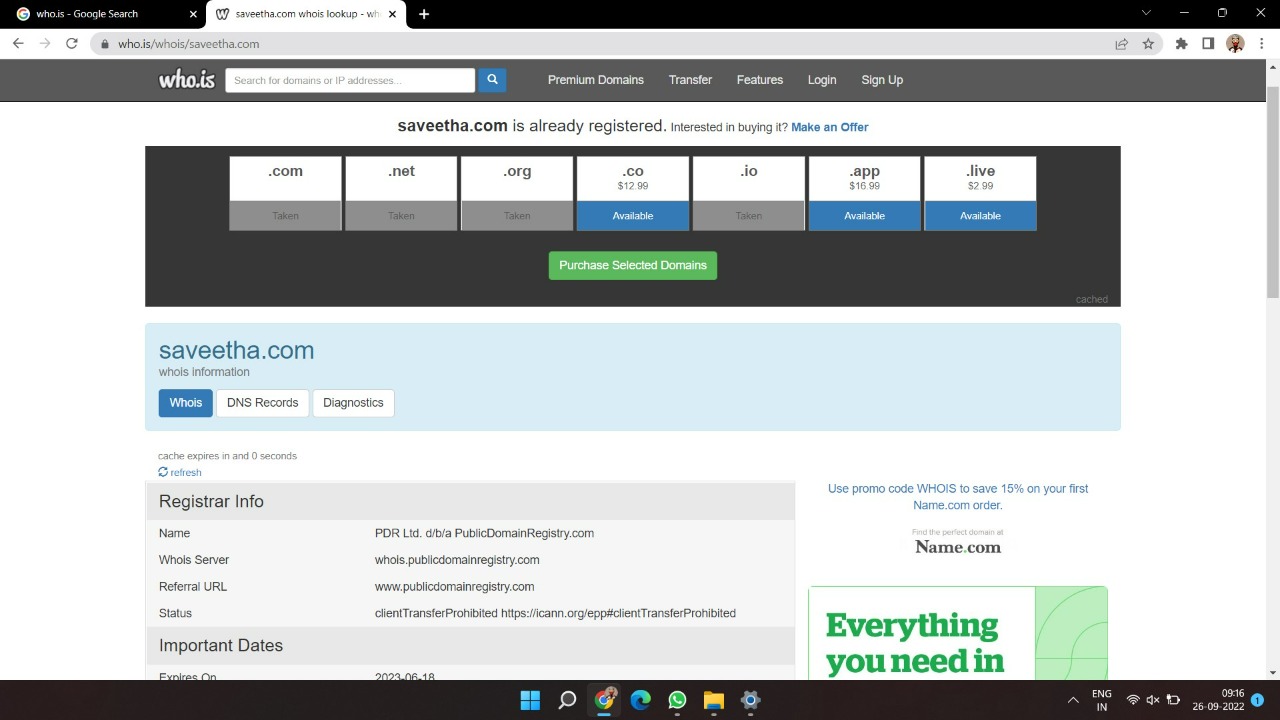 who.is - Google Search
saveetha.com whois lookup - wh
who.is/whois/saveetha.com
who.is
Search for domains or IP addresses...
Premium Domains
Transfer
Features
Login
Sign Up
saveetha.com is already registered. Interested in buying it? Make an Offer
.com
.net
.org
.co
.io
.app
.live
$12.99
$16.99
$2.99
Taken
Taken
Taken
Available
Taken
Available
Available
Purchase Selected Domains
cached
saveetha.com
whois information
Whois
DNS Records
Diagnostics
cache expires in and 0 seconds
refresh
Registrar Info
Name PDR Ltd. d/b/a PublicDomainRegistry.com
Whois Server whois.publicdomainregistry.com
Referral URL www.publicdomainregistry.com
Status clientTransferProhibited https://icann.org/epp#clientTransferProhibited
Important Dates
Expires On 2023-06-18
Use promo code WHOIS to save 15% on your first
Name.com order.
Find the perfect domain at
Name.com
Everything
you need in
ENG
IN
09:16
26-09-2022
1